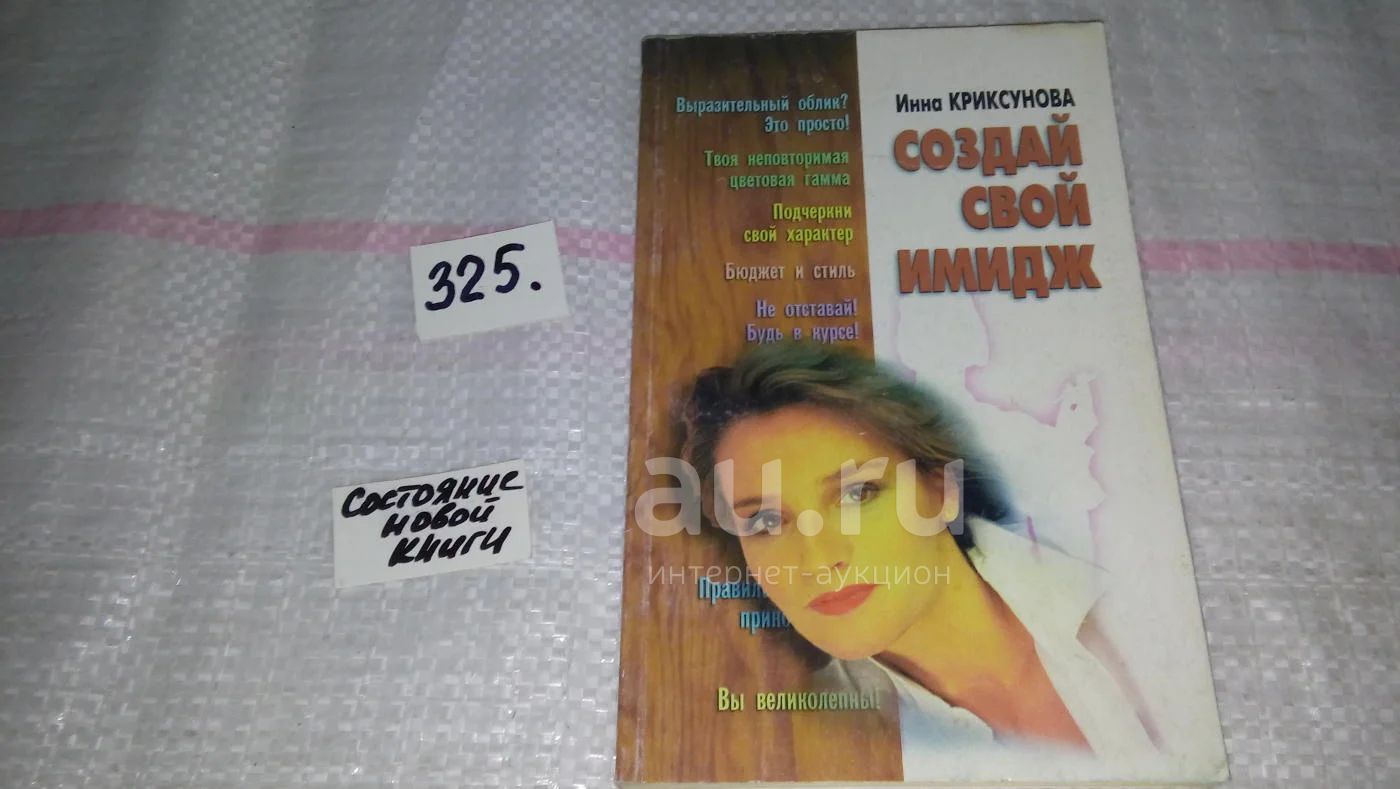 325.
Состояние
новой
книги
Инна КРИКСУНОВА
СОЗДАЙ
СВОЙ
ИМИДЖ
Выразительный облик?
Это просто!
Твоя неповторимая
цветовая гамма
Подчеркни
свой характер
Бюджет и стиль
Не отставай!
Будь в курсе!
Вы великолепны!
au.ru
интернет-аукцион